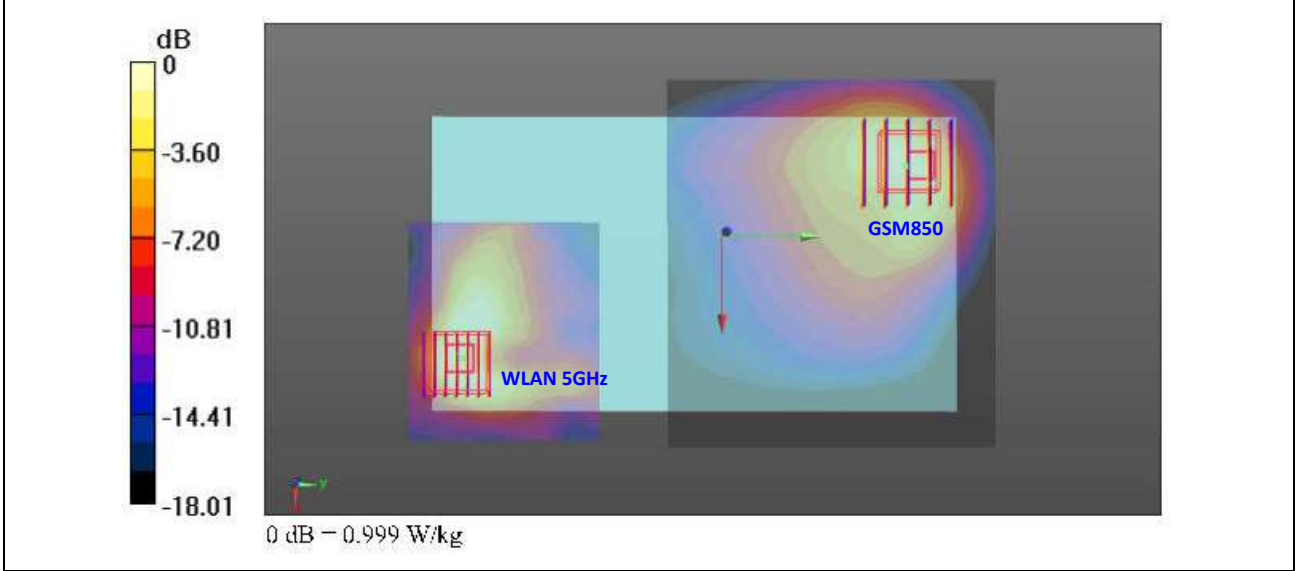 dB
0
-3.60
-7.20
-10.81
-14.41
-18.01
GSM850
WLAN 5GHz
y
0 dB = 0.999 W/kg